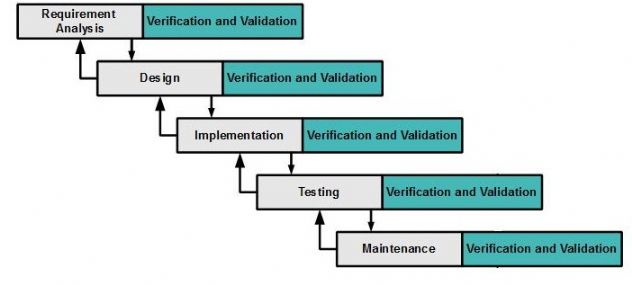 Requirement
Analysis
Verification and Validation
Design
Verification and Validation
Implementation
Verification and Validation
Testing
Verification and Validation
Maintenance
Verification and Validation